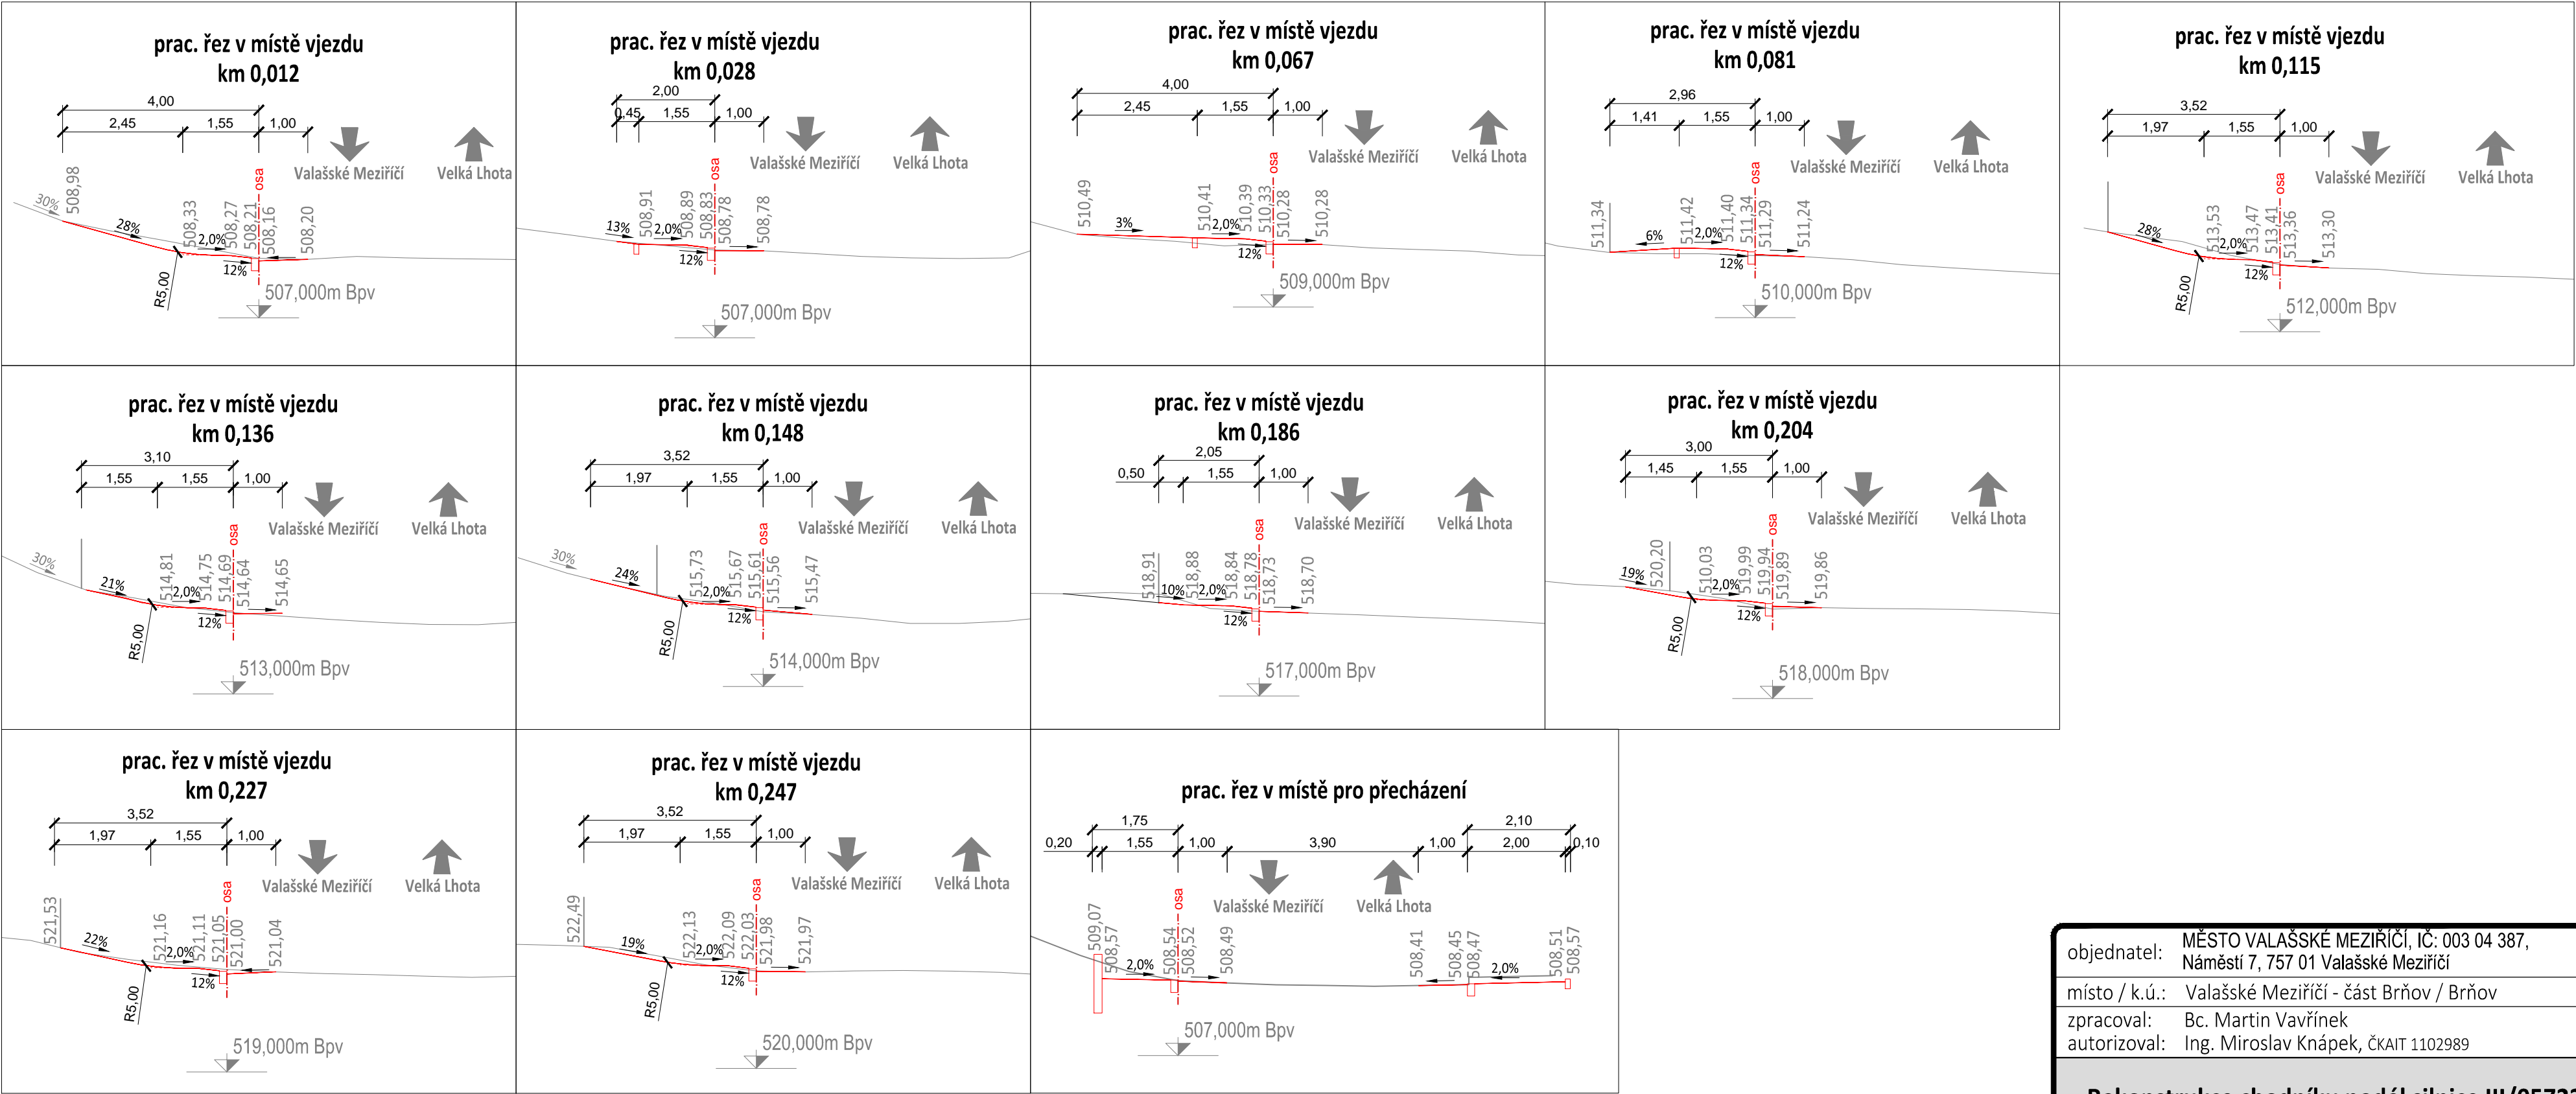 prac. řez v místě vjezdu
km 0,012
4,00
2,45 1,55 1,00
Valašské Meziříčí Velká Lhota
osa
508,98 508,33 508,27 508,21 508,16 508,20
30% 28% 2,0% 12%
R5,00
507,000m Bpv
prac. řez v místě vjezdu
km 0,028
2,00
0,45 1,55 1,00
Valašské Meziříčí Velká Lhota
osa
508,91 508,89 508,83 508,78 508,78
13% 2,0% 12%
507,000m Bpv
prac. řez v místě vjezdu
km 0,067
4,00
2,45 1,55 1,00
Valašské Meziříčí Velká Lhota
osa
510,49 510,41 510,39 510,33 510,28 510,28
3% 2,0% 12%
509,000m Bpv
prac. řez v místě vjezdu
km 0,081
2,96
1,41 1,55 1,00
Valašské Meziříčí Velká Lhota
osa
511,34 511,42 511,40 511,34 511,29 511,24
6% 2,0% 12%
510,000m Bpv
prac. řez v místě vjezdu
km 0,115
3,52
1,97 1,55 1,00
Valašské Meziříčí Velká Lhota
osa
513,53 513,47 513,41 513,36 513,30
28% 2,0% 12%
R5,00
512,000m Bpv
prac. řez v místě vjezdu
km 0,136
3,10
1,55 1,55 1,00
Valašské Meziříčí Velká Lhota
osa
514,81 514,75 514,69 514,64 514,65
30% 21% 2,0% 12%
R5,00
513,000m Bpv
prac. řez v místě vjezdu
km 0,148
3,52
1,97 1,55 1,00
Valašské Meziříčí Velká Lhota
osa
515,73 515,67 515,61 515,56 515,47
30% 24% 2,0% 12%
R5,00
514,000m Bpv
prac. řez v místě vjezdu
km 0,186
2,05
0,50 1,55 1,00
Valašské Meziříčí Velká Lhota
osa
518,91 518,88 518,84 518,78 518,73 518,70
10% 2,0% 12%
517,000m Bpv
prac. řez v místě vjezdu
km 0,204
3,00
1,45 1,55 1,00
Valašské Meziříčí Velká Lhota
osa
520,20 510,03 519,99 519,94 519,89 519,86
19% 2,0% 12%
R5,00
518,000m Bpv
prac. řez v místě vjezdu
km 0,227
3,52
1,97 1,55 1,00
Valašské Meziříčí Velká Lhota
osa
521,53 521,16 521,11 521,05 521,00 521,04
22% 2,0% 12%
R5,00
519,000m Bpv
prac. řez v místě vjezdu
km 0,247
3,52
1,97 1,55 1,00
Valašské Meziříčí Velká Lhota
osa
522,49 522,13 522,09 522,03 521,98 521,97
19% 2,0% 12%
R5,00
520,000m Bpv
prac. řez v místě pro přecházení
1,75 2,10
0,20 1,55 1,00 3,90 1,00 2,00 0,10
Valašské Meziříčí Velká Lhota
osa
509,07 508,57 508,54 508,52 508,49 508,41 508,45 508,47 508,51 508,57
2,0% 2,0%
507,000m Bpv
objednatel: MĚSTO VALAŠSKÉ MEZIŘÍČÍ, IČ: 003 04 387,
Náměstí 7, 757 01 Valašské Meziříčí
místo / k.ú.: Valašské Meziříčí - část Brňov / Brňov
zpracoval: Bc. Martin Vavřínek
autorizoval: Ing. Miroslav Knápek, ČKAIT 1102989